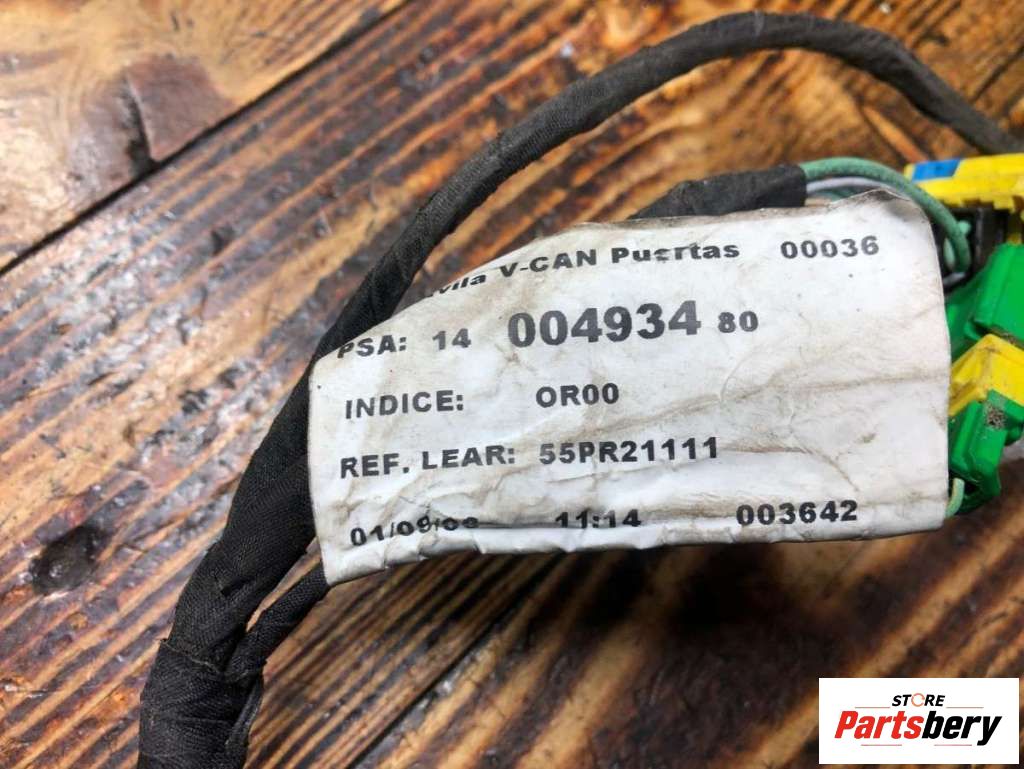 V-CAN Puertas 00036
PSA: 14 004934 80
INDICE: OR00
REF. LEAR: 55PR21111
11:14 003642
STORE
Partsbery